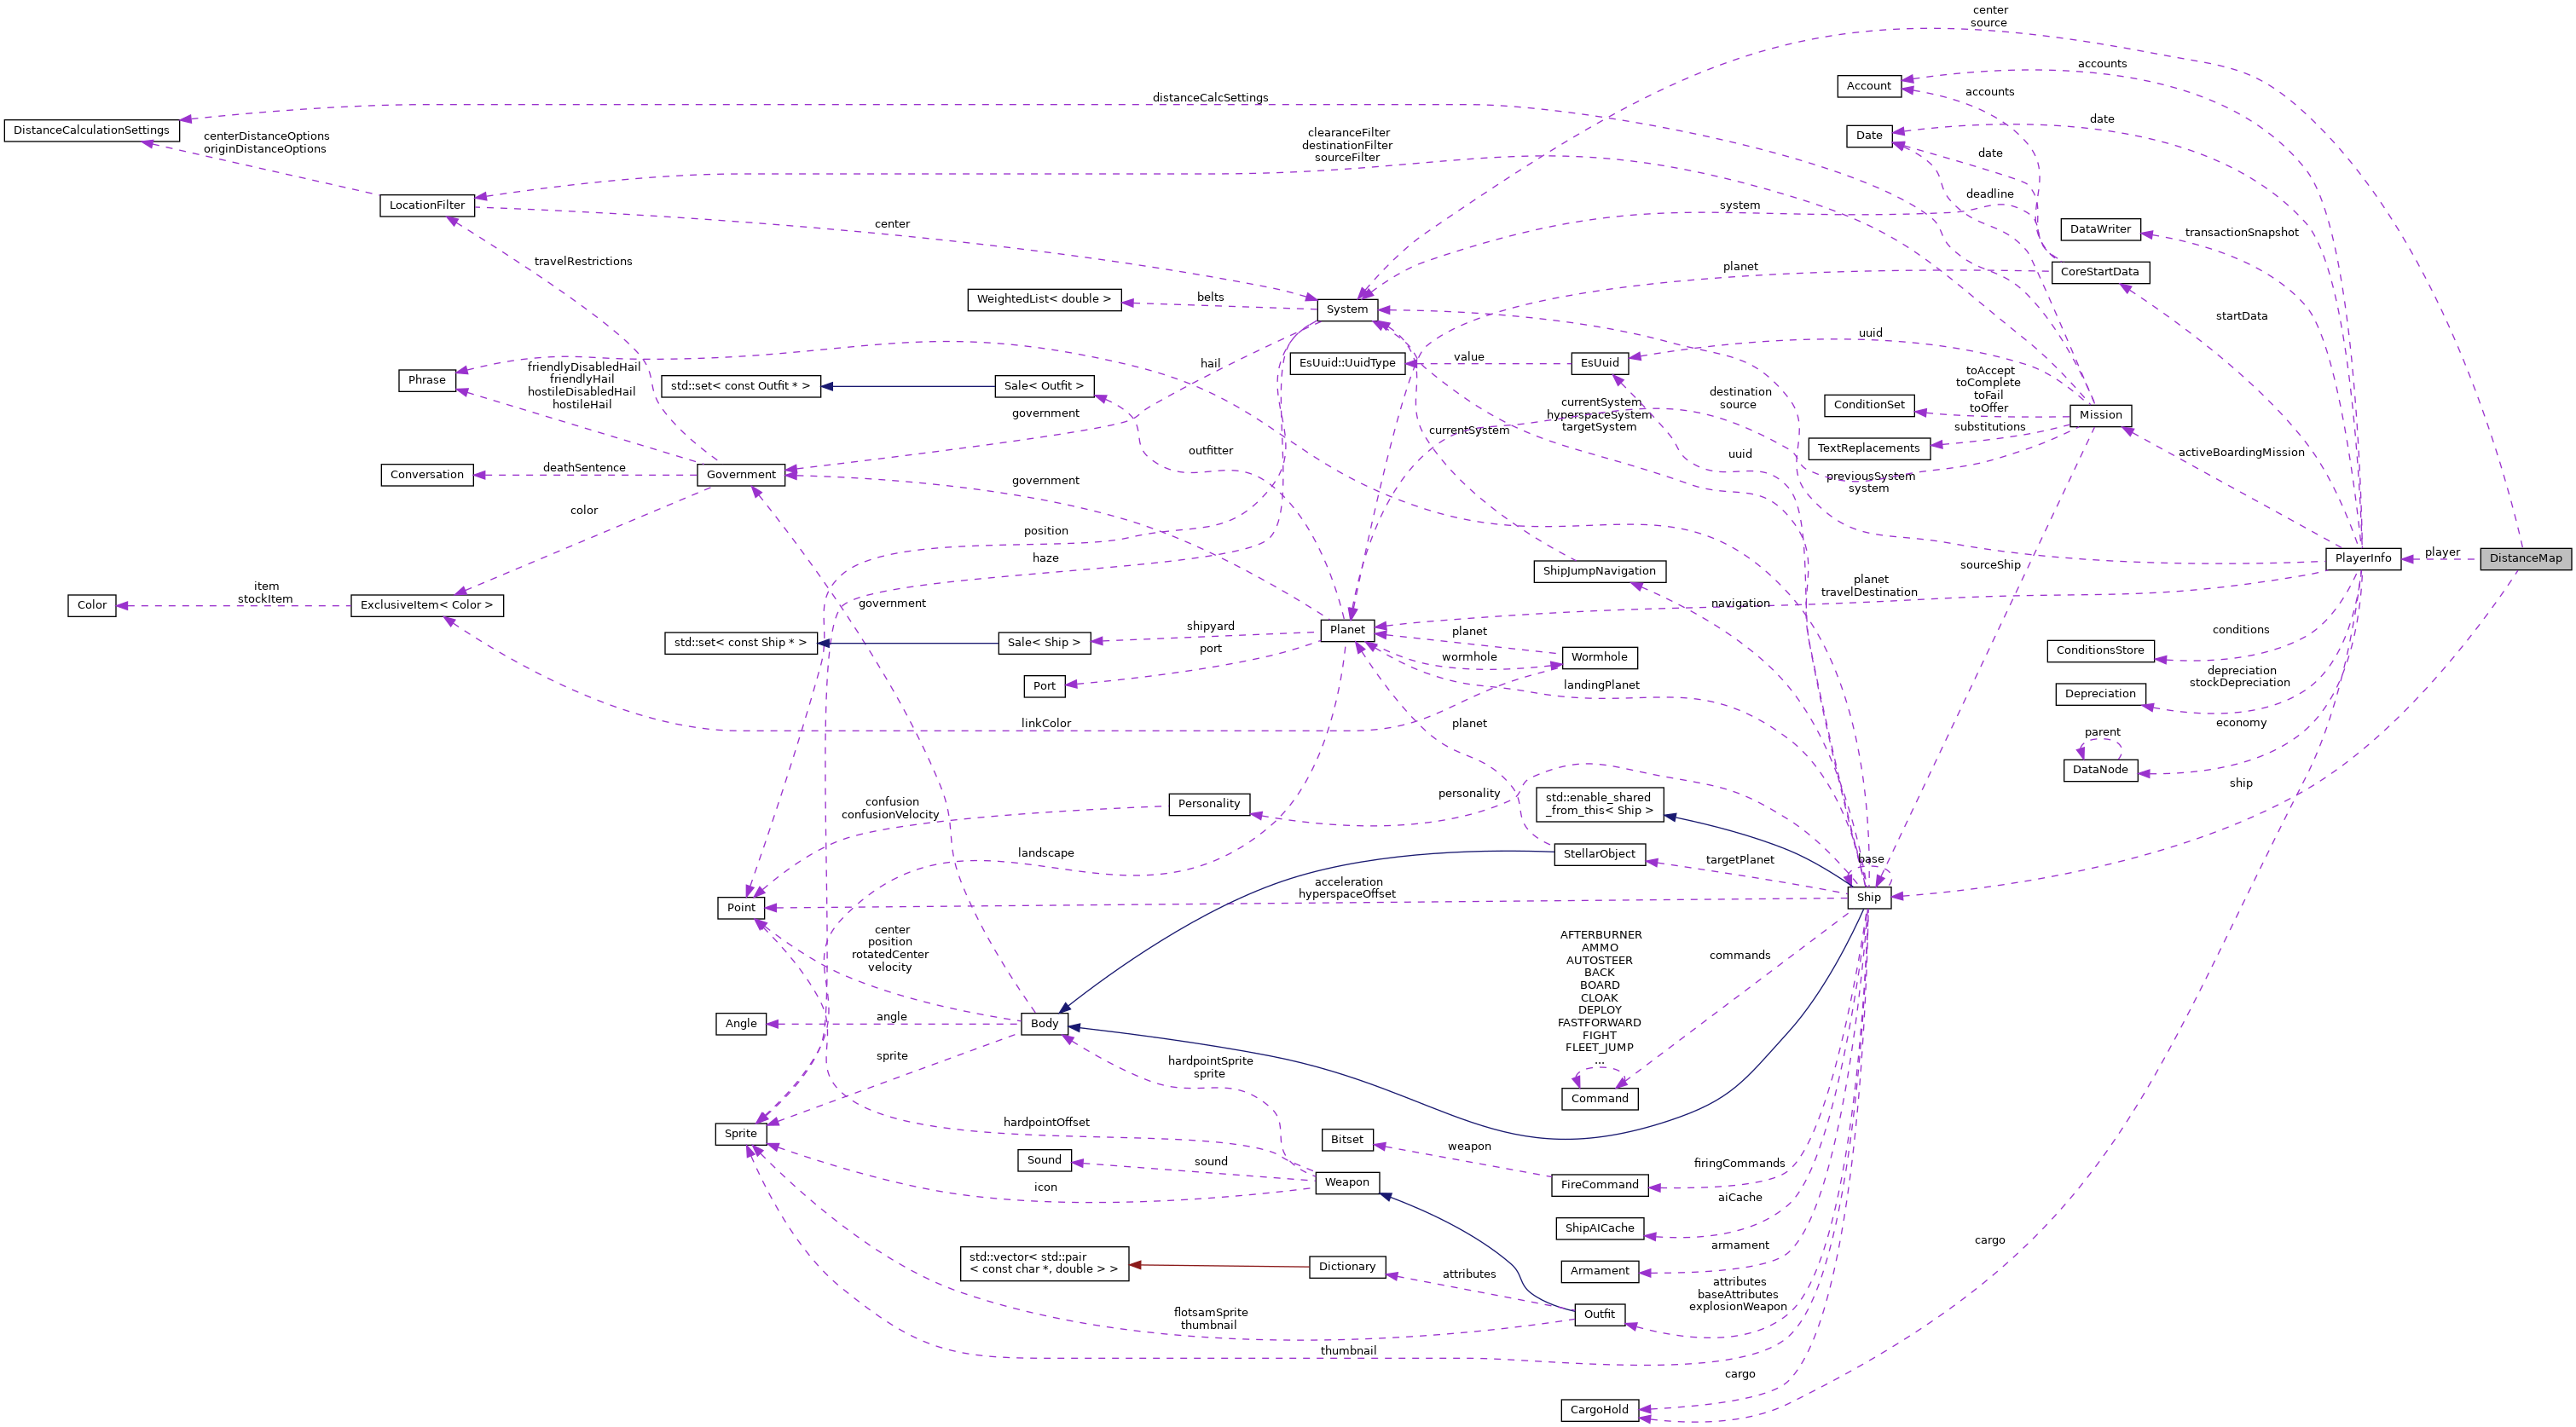 center
source
accounts
Account
accounts
distanceCalcSettings
date
DistanceCalculationSettings
centerDistanceOptions
originDistanceOptions
clearanceFilter
destinationFilter
sourceFilter
Date
date
deadline
LocationFilter
system
center
DataWriter
transactionSnapshot
travelRestrictions
planet
CoreStartData
WeightedList< double >
belts
System
startData
uuid
hail
EsUuid::UuidType
value
EsUuid
friendlyDisabledHail
friendlyHail
hostileDisabledHail
hostileHail
Phrase
std::set< const Outfit * >
Sale< Outfit >
toAccept
toComplete
toFail
toOffer
destination
source
currentSystem
hyperspaceSystem
targetSystem
ConditionSet
Mission
government
currentSystem
substitutions
TextReplacements
outfitter
uuid
activeBoardingMission
Conversation
deathSentence
Government
government
previousSystem
system
color
position
haze
player
PlayerInfo
DistanceMap
ShipJumpNavigation
sourceShip
item
stockItem
planet
travelDestination
Color
ExclusiveItem< Color >
government
navigation
shipyard
Planet
planet
conditions
std::set< const Ship * >
Sale< Ship >
port
wormhole
Wormhole
ConditionsStore
Port
landingPlanet
depreciation
stockDepreciation
Depreciation
linkColor
planet
economy
parent
DataNode
ship
personality
Personality
confusion
confusionVelocity
std::enable_shared
_from_this< Ship >
landscape
StellarObject
targetPlanet
base
acceleration
hyperspaceOffset
Ship
Point
center
position
rotatedCenter
velocity
AFTERBURNER
AMMO
AUTOSTEER
BACK
BOARD
CLOAK
DEPLOY
FASTFORWARD
FIGHT
FLEET_JUMP
...
commands
Angle
angle
Body
sprite
hardpointSprite
sprite
Command
hardpointOffset
Sprite
Bitset
weapon
Sound
sound
firingCommands
icon
Weapon
FireCommand
aiCache
ShipAICache
std::vector< std::pair
< const char *, double > >
Dictionary
armament
Armament
cargo
attributes
attributes
baseAttributes
explosionWeapon
flotsamSprite
thumbnail
Outfit
thumbnail
cargo
CargoHold